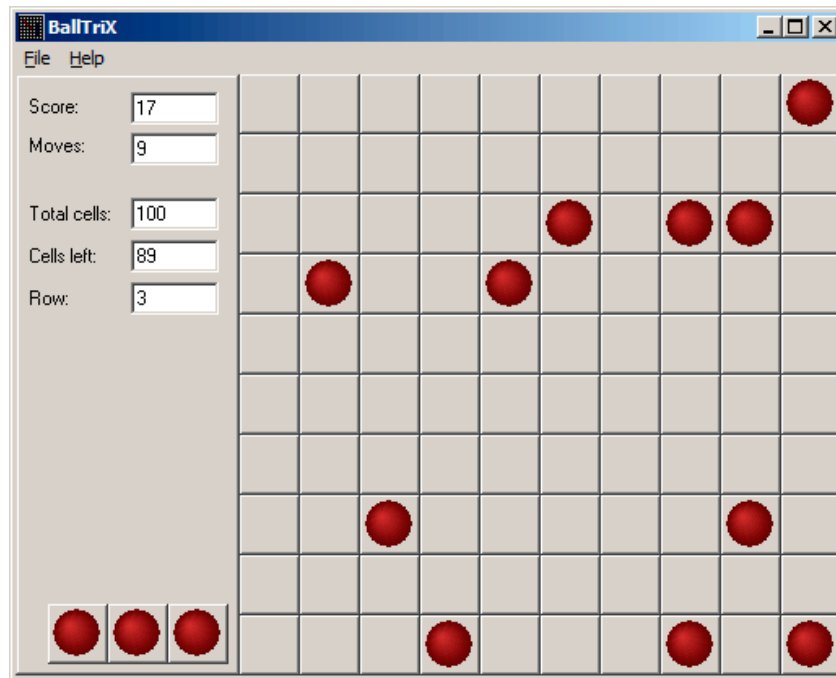 BallTriX
File Help
Score: 17
Moves: 9
Total cells: 100
Cells left: 89
Row: 3